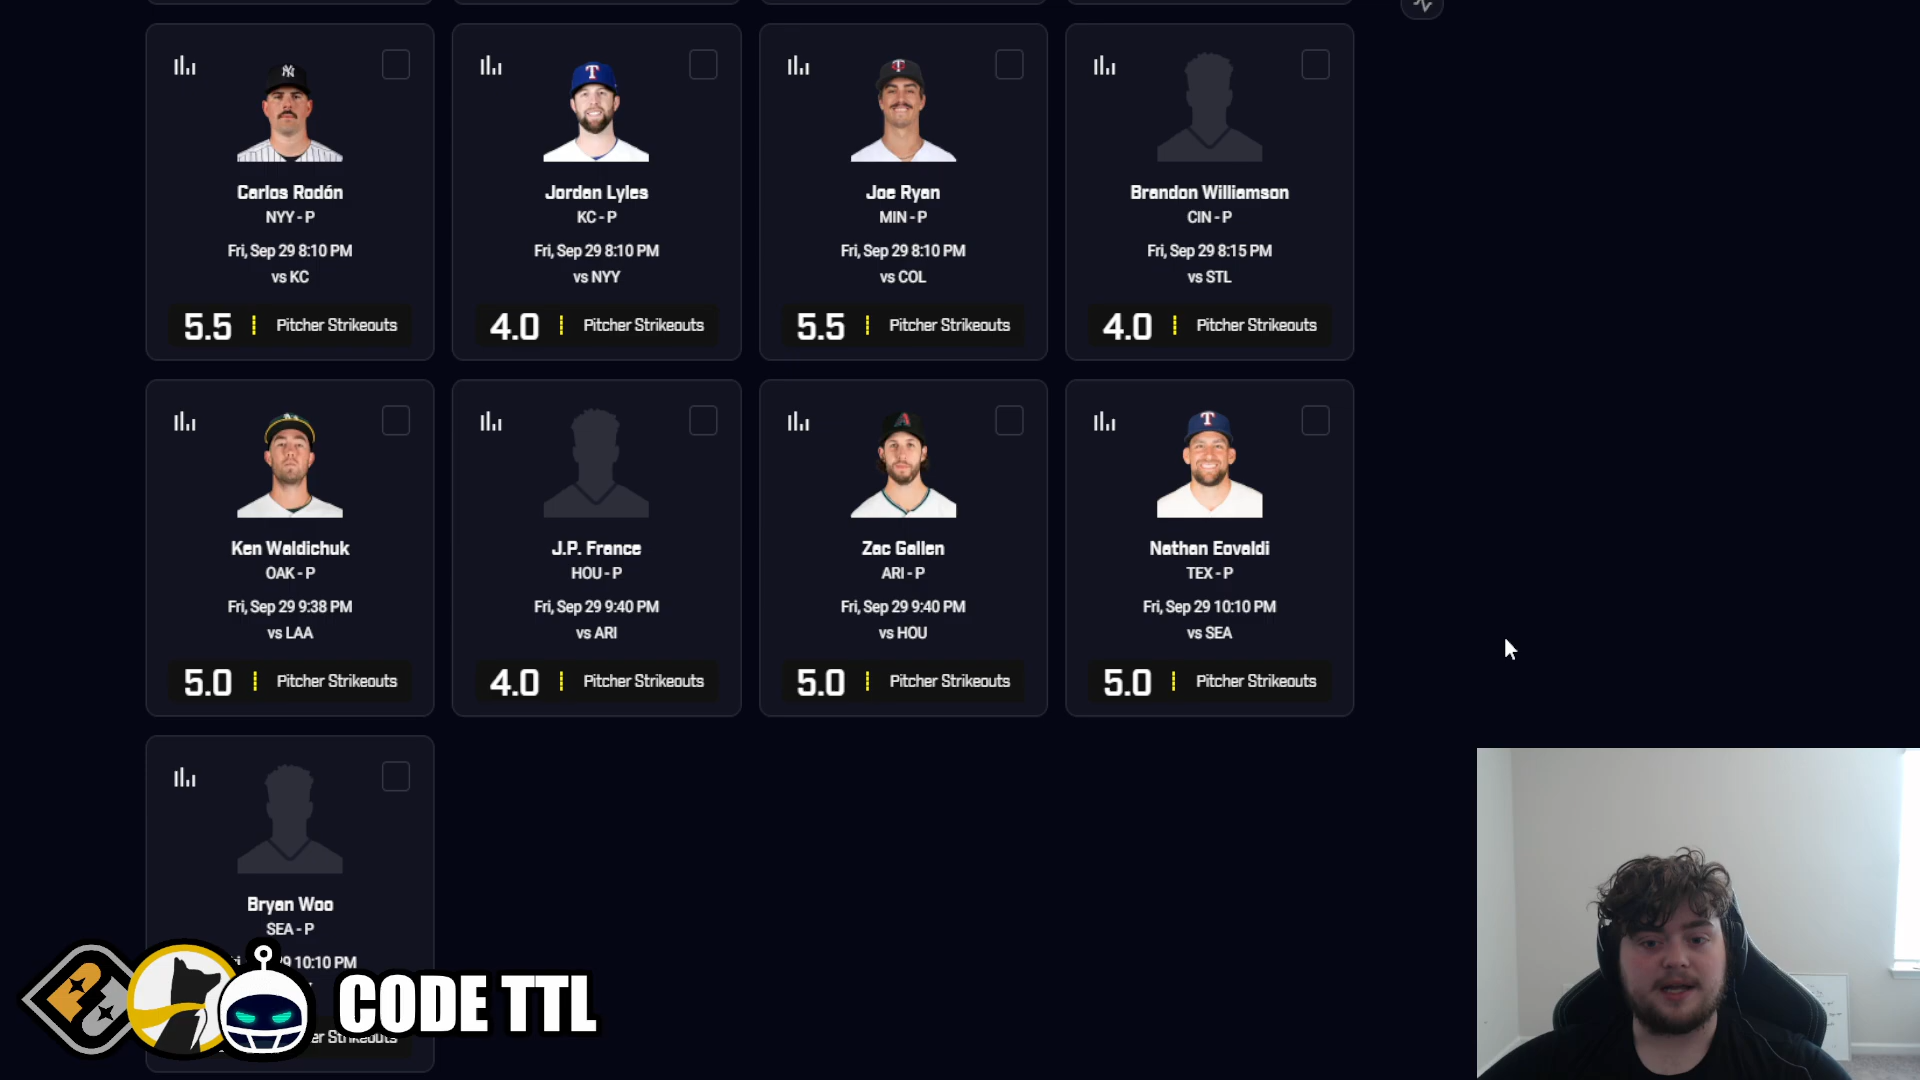 Carlos Rodón
NYY - P
Fri, Sep 29 8:10 PM
vs KC
5.5 Pitcher Strikeouts
Jordan Lyles
KC - P
Fri, Sep 29 8:10 PM
vs NYY
4.0 Pitcher Strikeouts
Joe Ryan
MIN - P
Fri, Sep 29 8:10 PM
vs COL
5.5 Pitcher Strikeouts
Brandon Williamson
CIN - P
Fri, Sep 29 8:15 PM
vs STL
4.0 Pitcher Strikeouts
Ken Waldichuk
OAK - P
Fri, Sep 29 9:38 PM
vs LAA
5.0 Pitcher Strikeouts
J.P. France
HOU - P
Fri, Sep 29 9:40 PM
vs ARI
4.0 Pitcher Strikeouts
Zac Gallen
ARI - P
Fri, Sep 29 9:40 PM
vs HOU
5.0 Pitcher Strikeouts
Nathan Eovaldi
TEX - P
Fri, Sep 29 10:10 PM
vs SEA
5.0 Pitcher Strikeouts
Bryan Woo
SEA - P
9 10:10 PM
er Strikeouts
CODE TTL